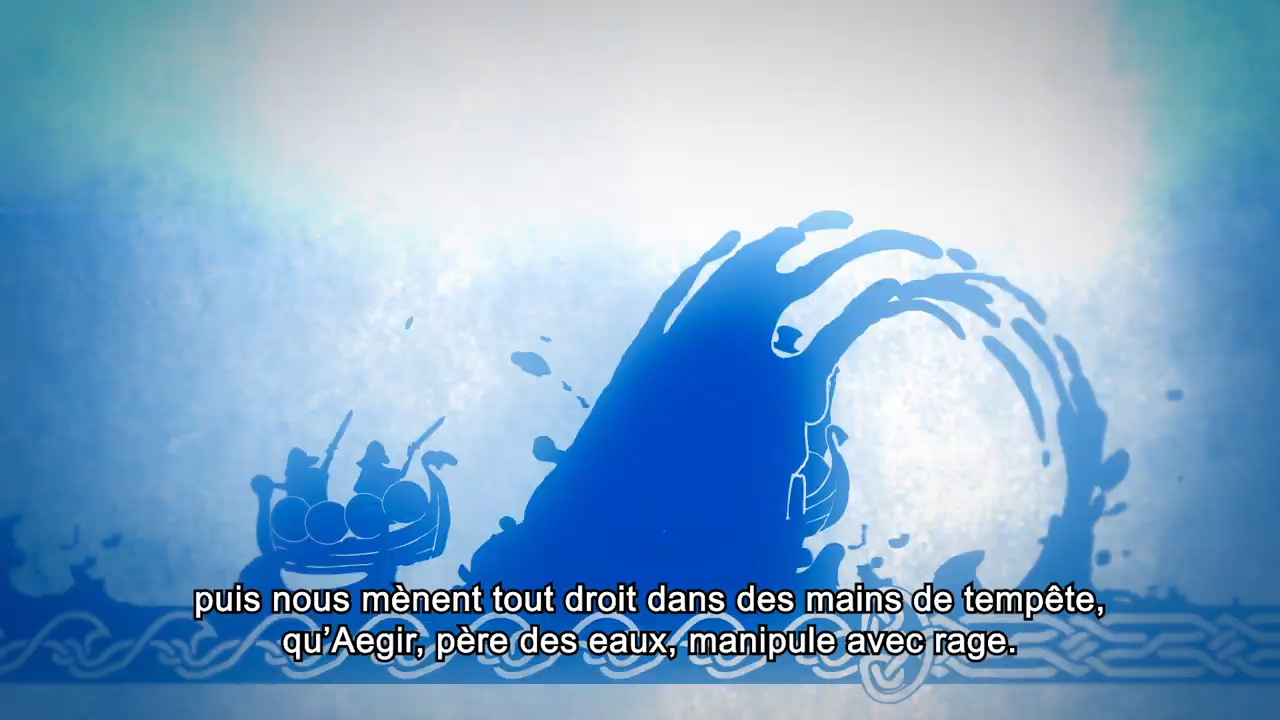 puis nous mènent tout droit dans des mains de tempête,
qu’Aegir, père des eaux, manipule avec rage.